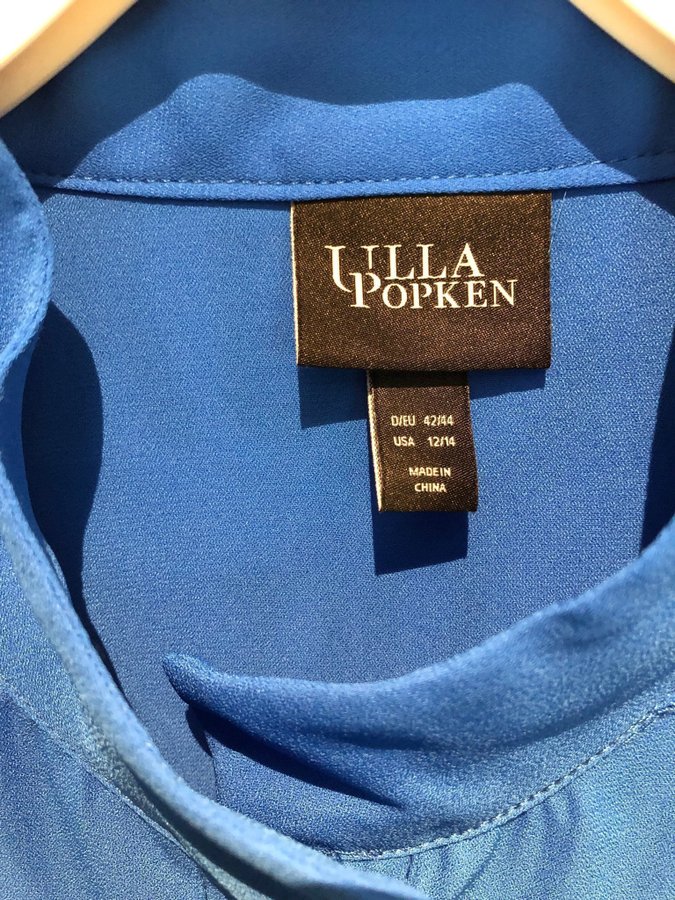 ULLA
POPKEN
D/EU 42/44
USA 12/14
MADE IN
CHINA